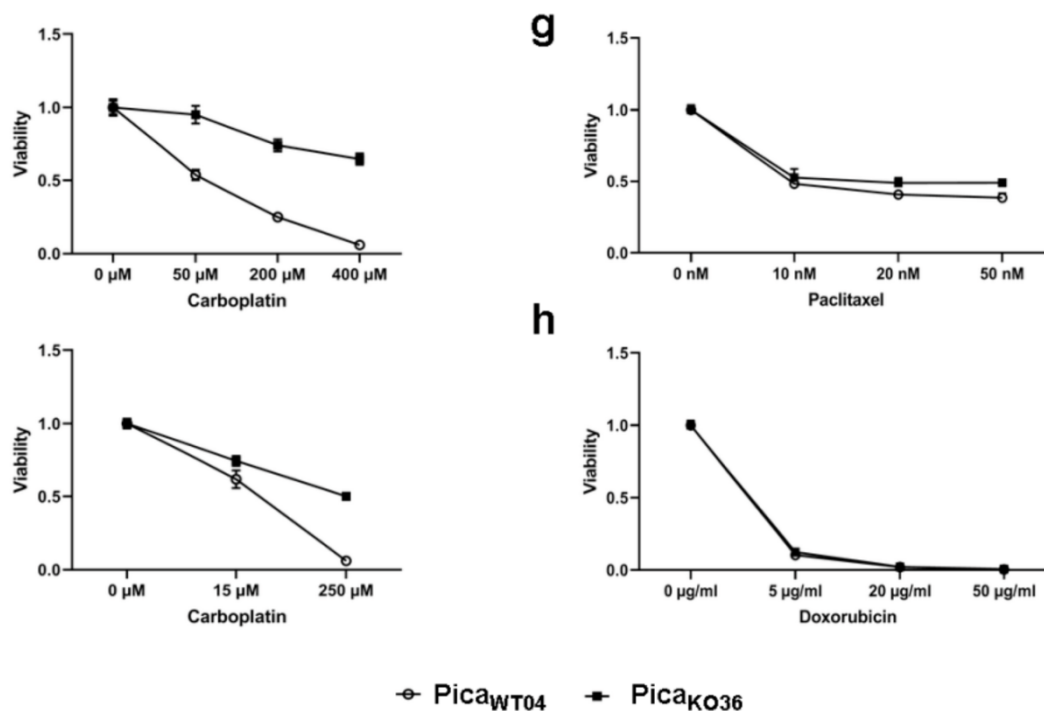 g
1.5
1.0
0.5
0.0
Viability
0 µM 50 µM 200 µM 400 µM
Carboplatin
1.5
1.0
0.5
0.0
Viability
0 nM 10 nM 20 nM 50 nM
Paclitaxel
h
1.5
1.0
0.5
0.0
Viability
0 µM 15 µM 250 µM
Carboplatin
1.5
1.0
0.5
0.0
Viability
0 µg/ml 5 µg/ml 20 µg/ml 50 µg/ml
Doxorubicin
PicaWT04 PicaKO36